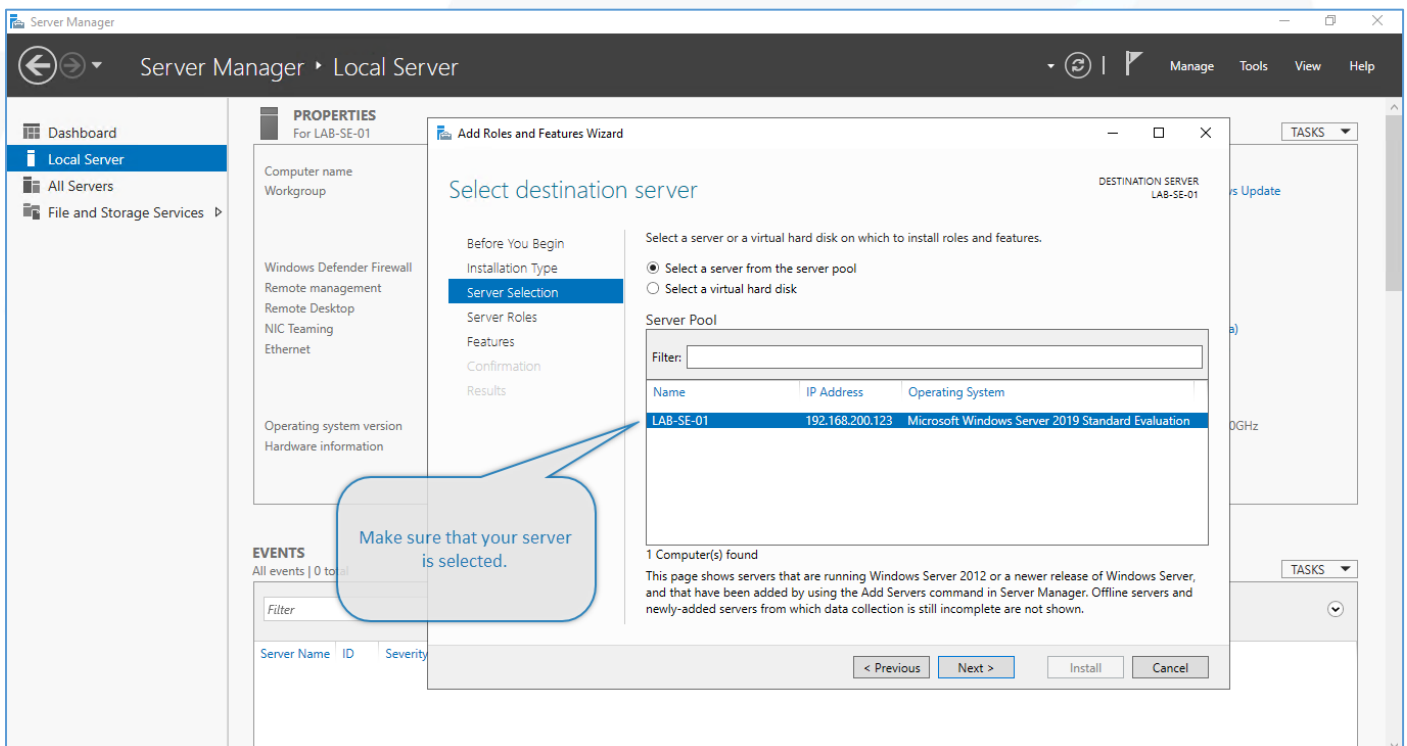 Server Manager
Server Manager • Local Server
Manage Tools View Help
Dashboard
Local Server
All Servers
File and Storage Services
PROPERTIES
For LAB-SE-01
TASKS
Computer name
Workgroup
Windows Defender Firewall
Remote management
Remote Desktop
NIC Teaming
Ethernet
Operating system version
Hardware information
Update
a)
0GHz
Add Roles and Features Wizard
Select destination server
DESTINATION SERVER
LAB-SE-01
Before You Begin
Installation Type
Server Selection
Server Roles
Features
Confirmation
Results
Select a server or a virtual hard disk on which to install roles and features.
Select a server from the server pool
Select a virtual hard disk
Server Pool
Filter:
Name IP Address Operating System
LAB-SE-01 192.168.200.123 Microsoft Windows Server 2019 Standard Evaluation
1 Computer(s) found
This page shows servers that are running Windows Server 2012 or a newer release of Windows Server,
and that have been added by using the Add Servers command in Server Manager. Offline servers and
newly-added servers from which data collection is still incomplete are not shown.
< Previous Next > Install Cancel
Make sure that your server
is selected.
EVENTS
All events | 0 total
TASKS
Filter
Server Name ID Severity